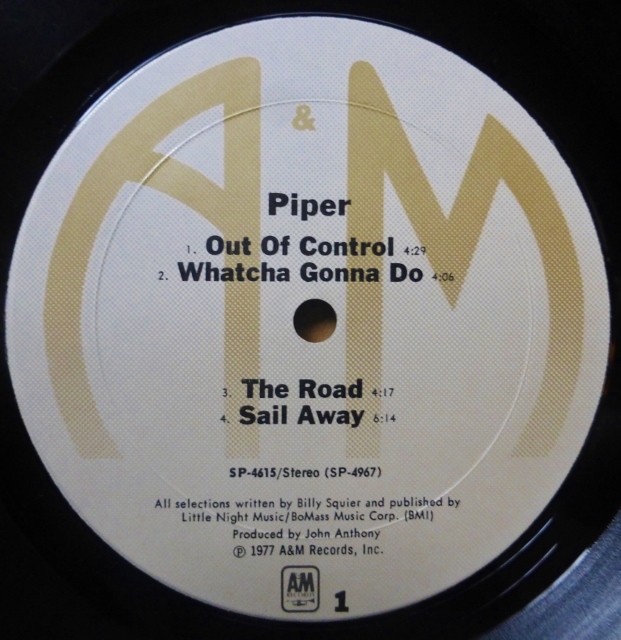 A & M
Piper
1. Out Of Control 4:29
2. Whatcha Gonna Do 4:06
3. The Road 4:17
4. Sail Away 6:14
SP-4615/Stereo (SP-4967)
All selections written by Billy Squier and published by
Little Night Music/BoMass Music Corp. (BMI)
Produced by John Anthony
℗ 1977 A&M Records, Inc.
AM
RECORDS
1